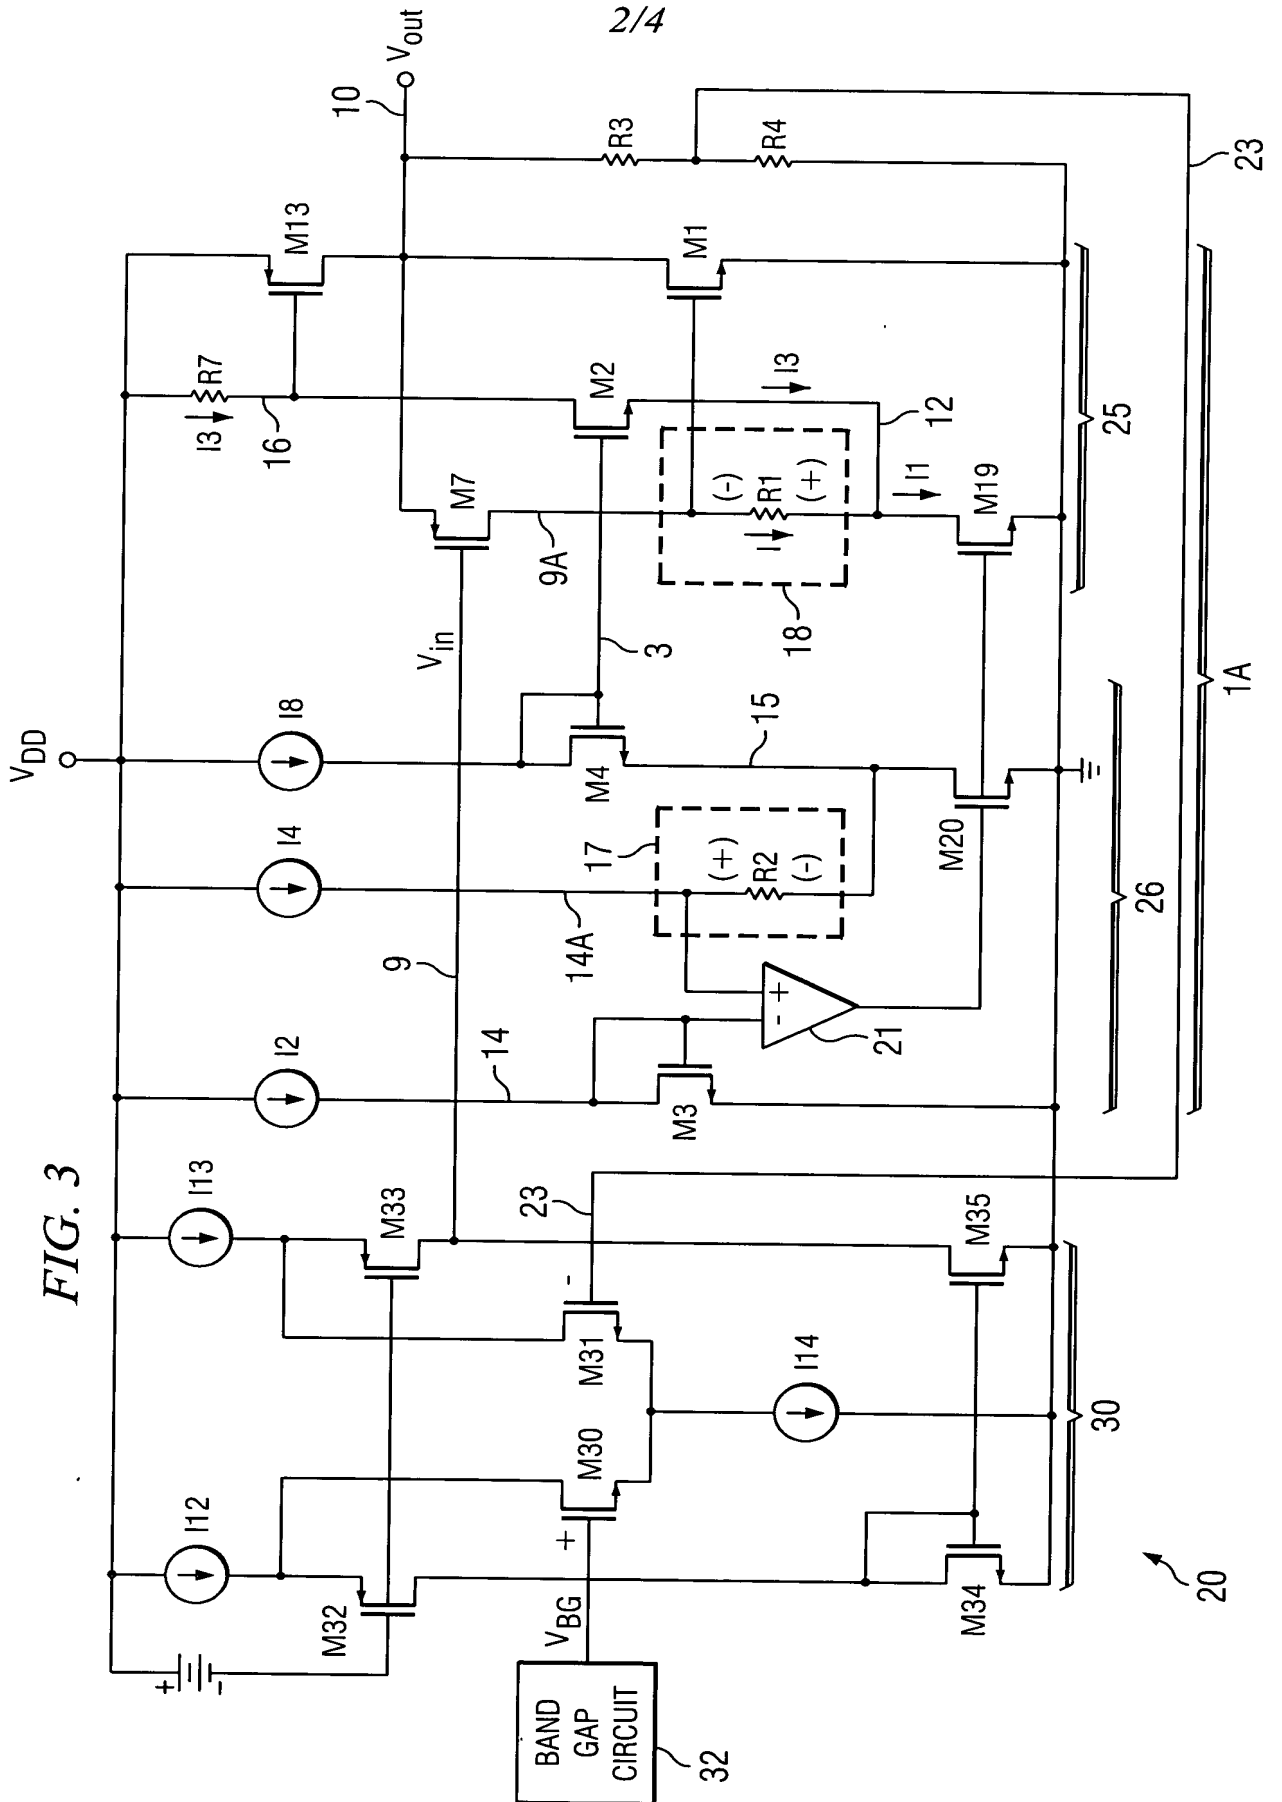 2/4
FIG. 3
VDD
Vout
10
I12
I13
I2
I4
I8
I3
R7
16
M13
M32
M33
14
9
Vin
M7
M2
I3
M1
R3
R4
23
VBG
+
-
+
-
M30
M31
23
14A
17
(+)
R2
(-)
M4
15
3
9A
18
(-)
R1
(+)
I
12
I1
BAND
GAP
CIRCUIT
32
I14
M3
+
-
21
M20
M19
M34
M35
20
30
26
25
1A